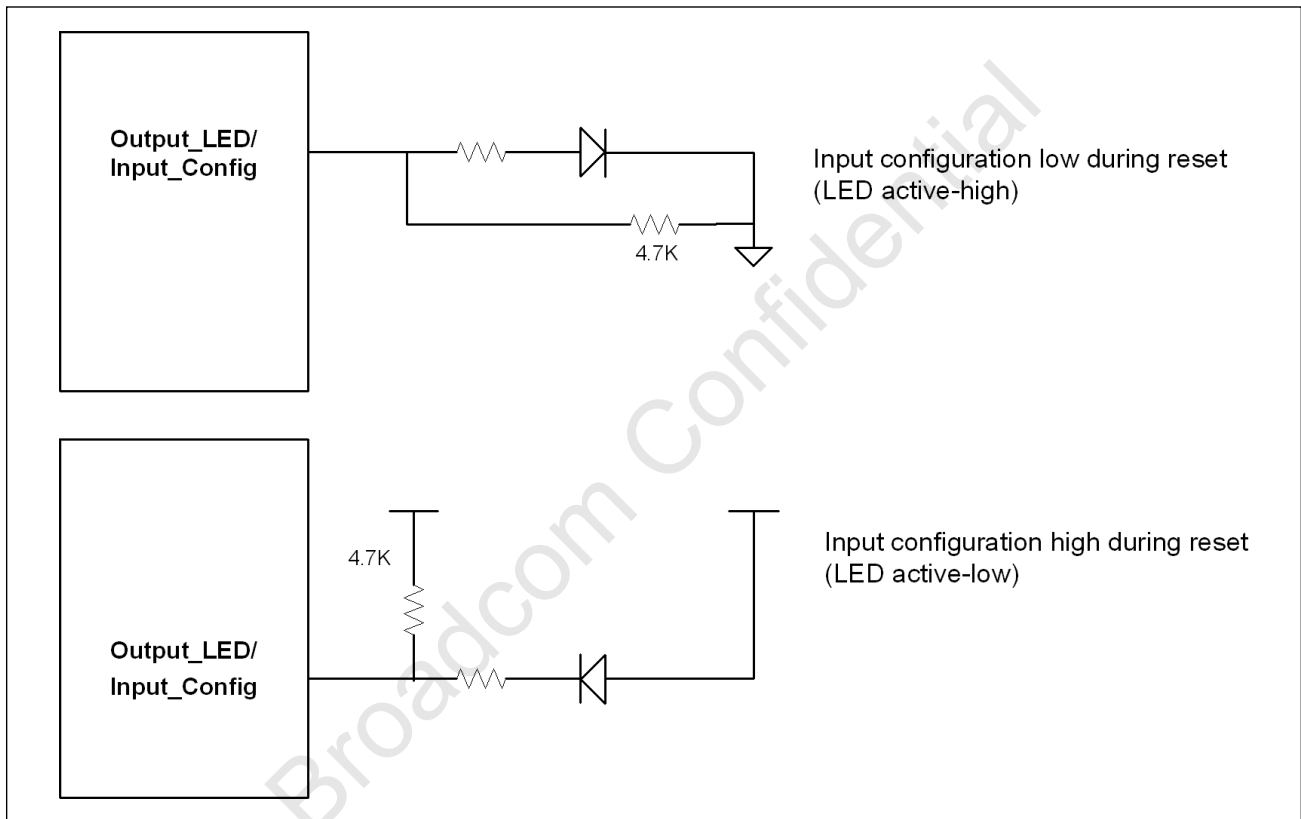 Output_LED/
Input_Config
Input configuration low during reset
(LED active-high)
4.7K
4.7K
Input configuration high during reset
(LED active-low)
Output_LED/
Input_Config
Broadcom Confidential